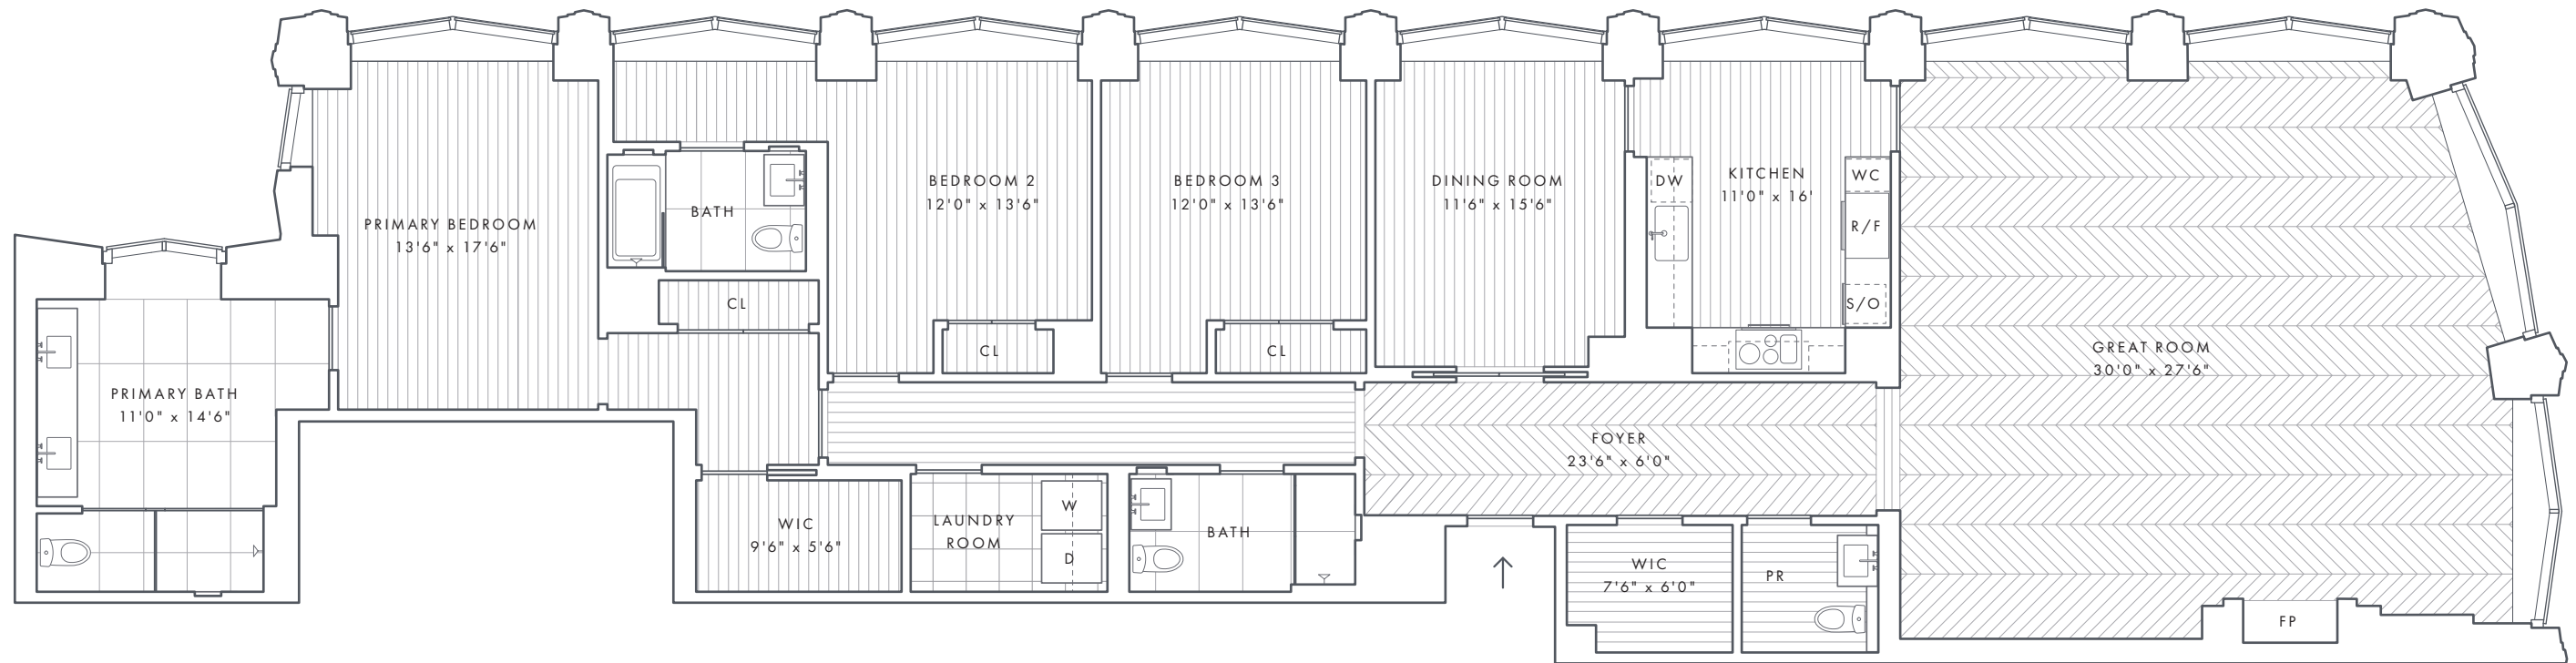 PRIMARY BEDROOM
13'6" x 17'6"
BATH
CL
BEDROOM 2
12'0" x 13'6"
CL
BEDROOM 3
12'0" x 13'6"
CL
DINING ROOM
11'6" x 15'6"
DW
KITCHEN
11'0" x 16'
WC
R/F
S/O
GREAT ROOM
30'0" x 27'6"
PRIMARY BATH
11'0" x 14'6"
FOYER
23'6" x 6'0"
WIC
9'6" x 5'6"
LAUNDRY
ROOM
W
D
BATH
WIC
7'6" x 6'0"
PR
FP